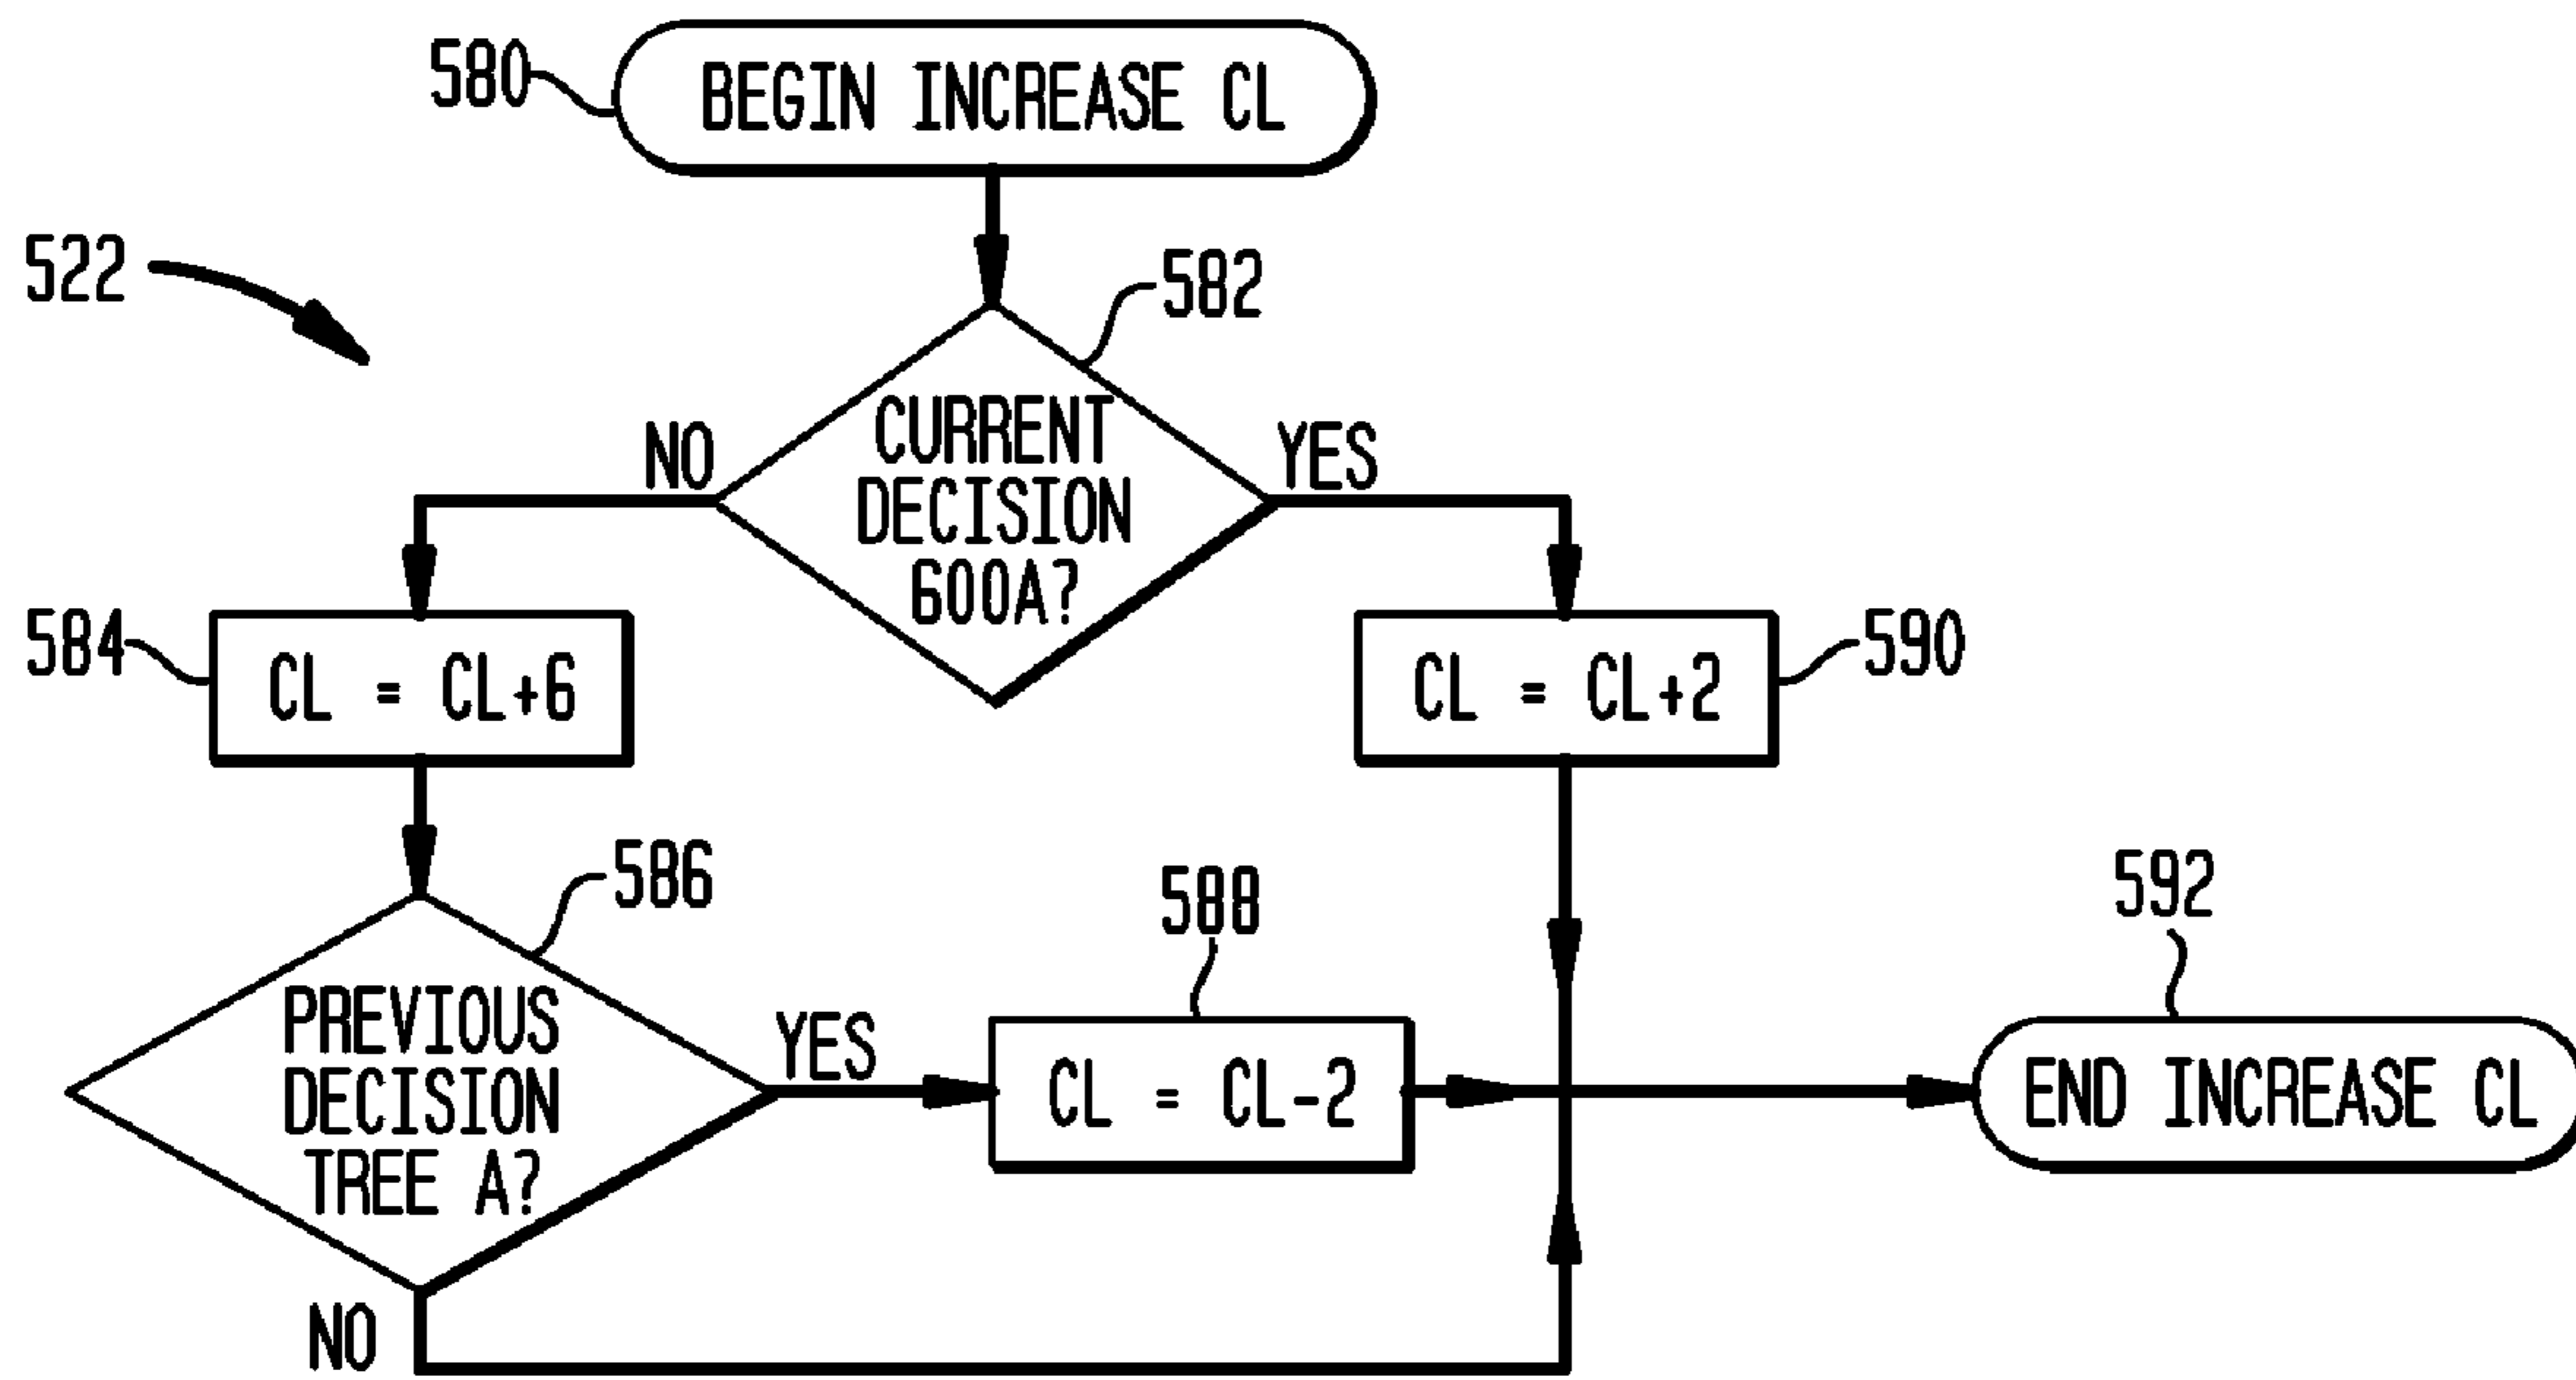 580
BEGIN INCREASE CL
522
582
CURRENT
DECISION
600A?
NO
YES
584
CL = CL+6
CL = CL+2
590
586
PREVIOUS
DECISION
TREE A?
YES
588
CL = CL-2
592
END INCREASE CL
NO